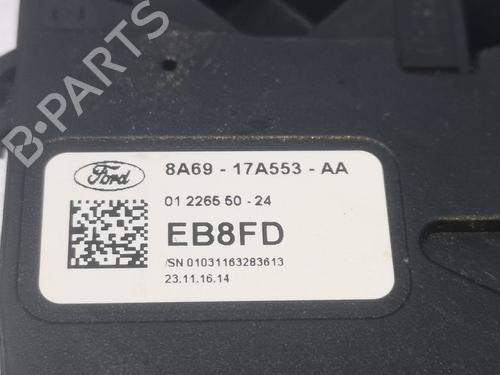 B-PARTS
Ford
8A69 - 17A553 - AA
01 2265 50 - 24
EB8FD
/SN 01031163283613
23.11.16.14